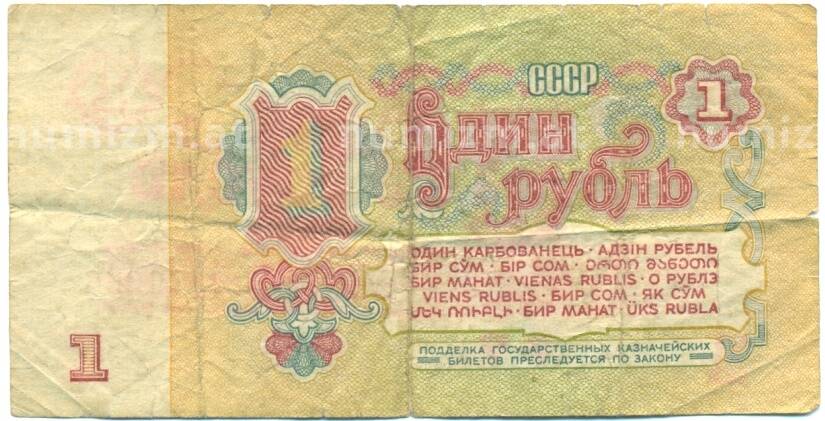 СССР
1
1
Один
рубль
ОДИН КАРБОВАНЕЦЬ · АДЗІН РУБЕЛЬ
БИР СЎМ · БІР СОМ · ᲔᲠᲗᲘ ᲛᲐᲜᲔᲗᲘ
БИР МАНАТ · VIENAS RUBLIS · О РУБЛЭ
VIENS RUBLIS · БИР СОМ · ЯК СЎМ
ՄԵԿ ՌՈՒԲԼԻ · БИР МАНАТ · ÜKS RUBLA
1
ПОДДЕЛКА ГОСУДАРСТВЕННЫХ КАЗНАЧЕЙСКИХ
БИЛЕТОВ ПРЕСЛЕДУЕТСЯ ПО ЗАКОНУ